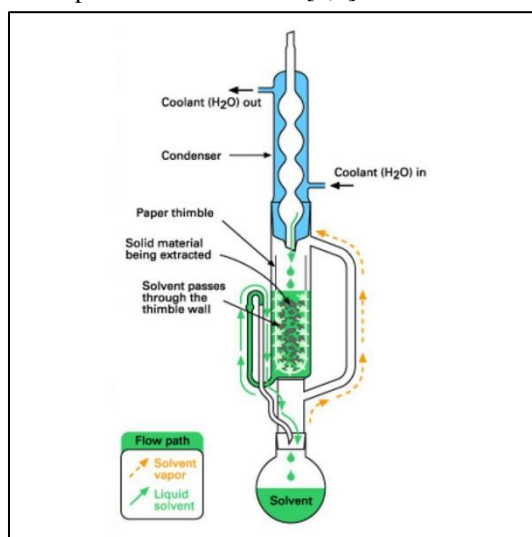 Coolant (H₂O) out
Condenser
Coolant (H₂O) in
Paper thimble
Solid material
being extracted
Solvent passes
through the
thimble wall
Flow path
Solvent
vapor
Liquid
solvent
Solvent